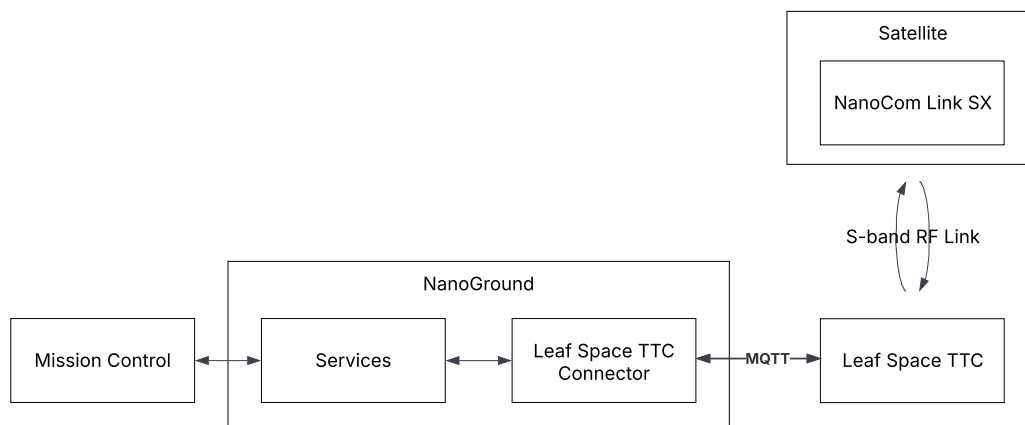 Satellite
NanoCom Link SX
S-band RF Link
NanoGround
Mission Control
Services
Leaf Space TTC
Connector
MQTT
Leaf Space TTC